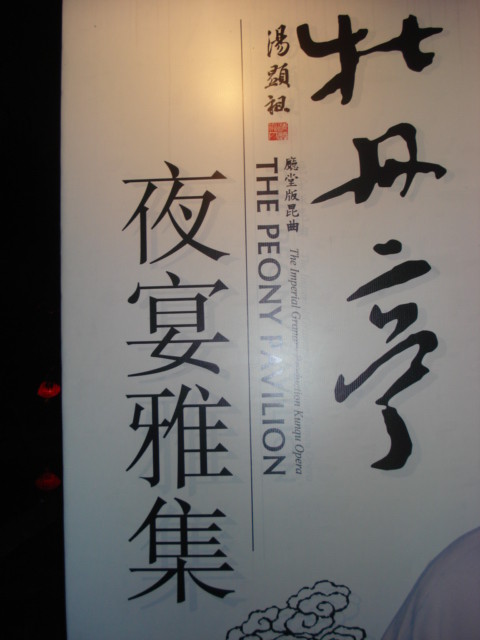 牡丹亭
湯顯祖
廳堂版昆曲 The Imperial Granary Production Kunqu Opera
THE PEONY PAVILION
夜宴雅集